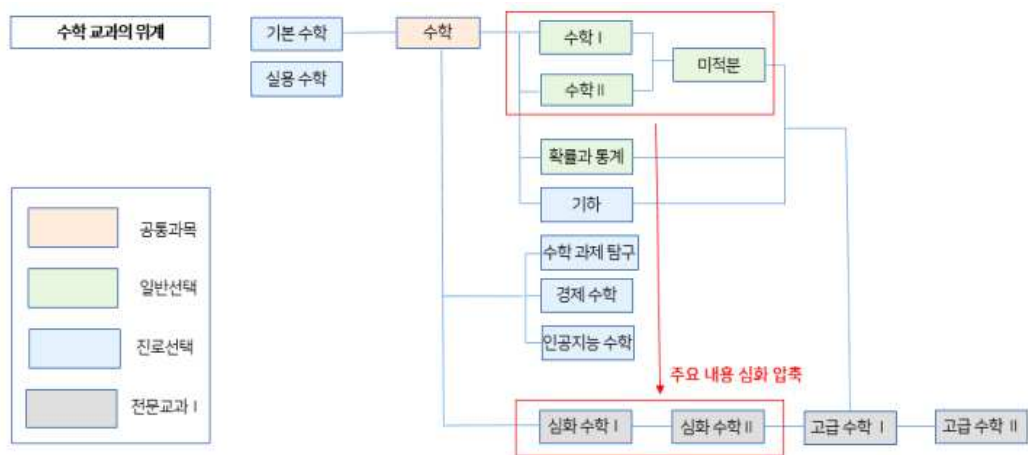 수학 교과의 위계
기본 수학
수학
수학 Ⅰ
미적분
실용 수학
수학 Ⅱ
확률과 통계
기하
공통과목
수학 과제 탐구
일반선택
경제 수학
인공지능 수학
진로선택
주요 내용 심화 압축
전문교과 Ⅰ
심화 수학 Ⅰ
심화 수학 Ⅱ
고급 수학 Ⅰ
고급 수학 Ⅱ